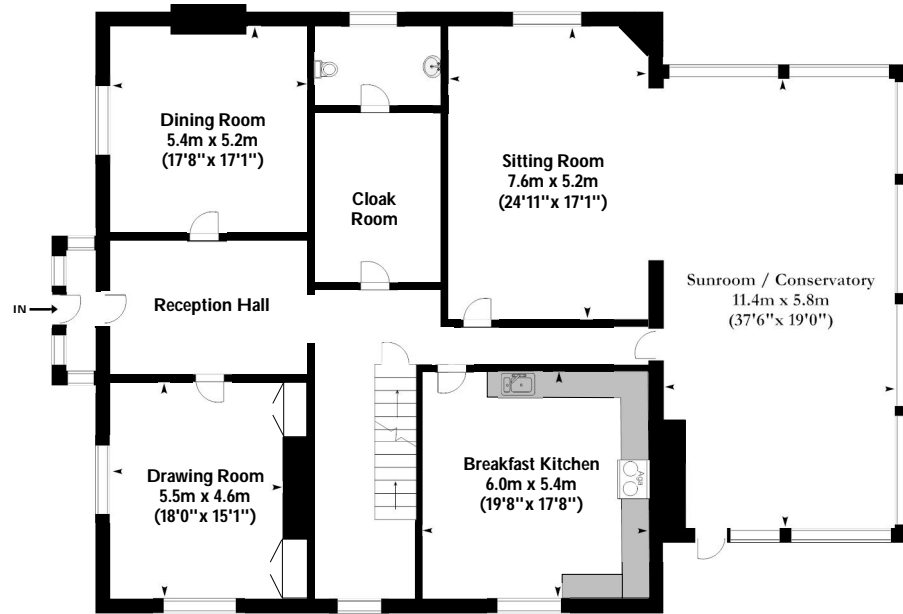 Dining Room
5.4m x 5.2m
(17'8" x 17'1")
Sitting Room
7.6m x 5.2m
(24'11" x 17'1")
Cloak
Room
Sunroom / Conservatory
11.4m x 5.8m
(37'6" x 19'0")
IN
Reception Hall
Drawing Room
5.5m x 4.6m
(18'0" x 15'1")
Breakfast Kitchen
6.0m x 5.4m
(19'8" x 17'8")
Aga